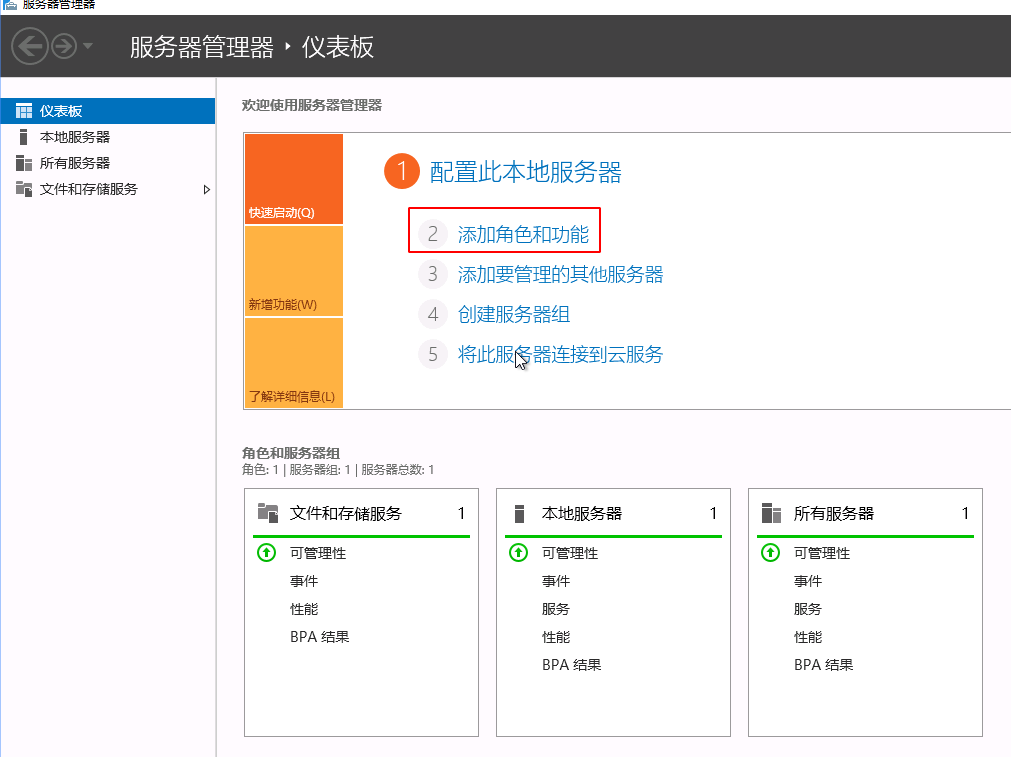 服务器管理器
服务器管理器 ‣ 仪表板
仪表板
本地服务器
所有服务器
文件和存储服务
欢迎使用服务器管理器
快速启动(Q)
新增功能(W)
了解详细信息(L)
1 配置此本地服务器
2 添加角色和功能
3 添加要管理的其他服务器
4 创建服务器组
5 将此服务器连接到云服务
角色和服务器组
角色: 1 | 服务器组: 1 | 服务器总数: 1
文件和存储服务 1
可管理性
事件
性能
BPA 结果
本地服务器 1
可管理性
事件
服务
性能
BPA 结果
所有服务器 1
可管理性
事件
服务
性能
BPA 结果